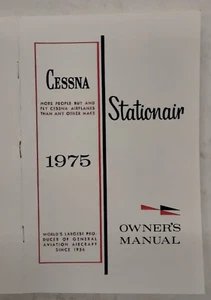 CESSNA
MORE PEOPLE BUY AND
FLY CESSNA AIRPLANES
THAN ANY OTHER MAKE
1975
WORLD'S LARGEST PRO-
DUCER OF GENERAL
AVIATION AIRCRAFT
SINCE 1956
Stationair
OWNER'S
MANUAL